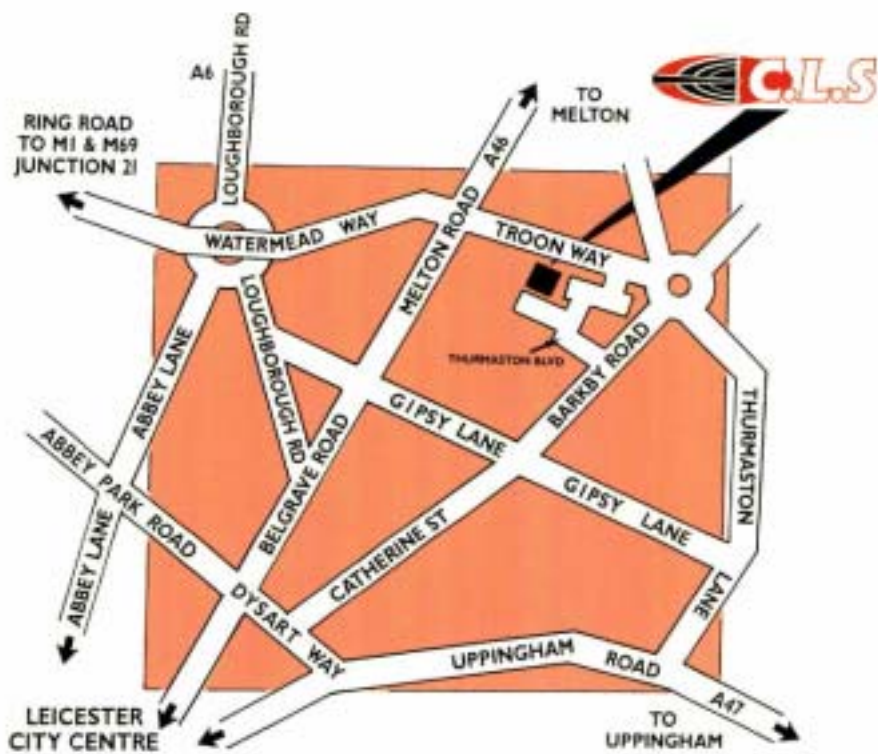 LOUGHBOROUGH RD
A6
C.L.S
TO
MELTON
RING ROAD
TO M1 & M69
JUNCTION 21
A46
WATERMEAD WAY
MELTON ROAD
TROON WAY
LOUGHBOROUGH RD
THURMASTON BLVD
BARKBY ROAD
ABBEY LANE
GIPSY LANE
THURMASTON
LANE
ABBEY PARK ROAD
BELGRAVE ROAD
GIPSY LANE
ABBEY LANE
CATHERINE ST
DYSART WAY
UPPINGHAM ROAD
A47
LEICESTER
CITY CENTRE
TO
UPPINGHAM